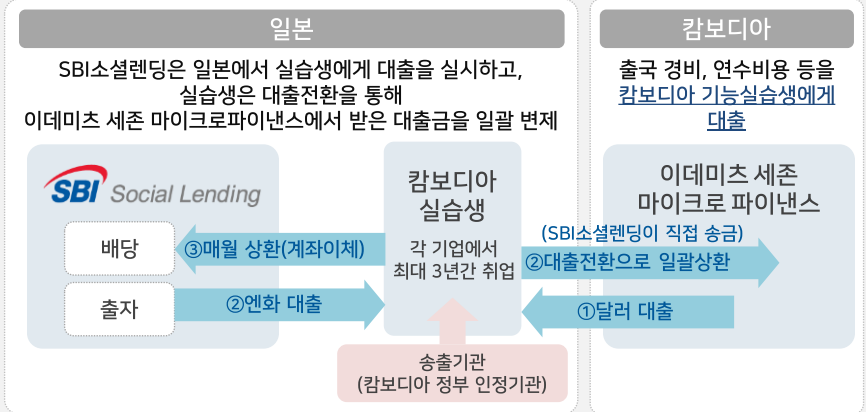 일본
SBI소셜렌딩은 일본에서 실습생에게 대출을 실시하고,
실습생은 대출전환을 통해
이데미츠 세존 마이크로파이낸스에서 받은 대출금을 일괄 변제
캄보디아
출국 경비, 연수비용 등을
캄보디아 기능실습생에게
대출
SBI Social Lending
배당
출자
캄보디아
실습생
각 기업에서
최대 3년간 취업
이데미츠 세존
마이크로 파이낸스
(SBI소셜렌딩이 직접 송금)
③매월 상환(계좌이체)
②대출전환으로 일괄상환
②엔화 대출
①달러 대출
송출기관
(캄보디아 정부 인정기관)